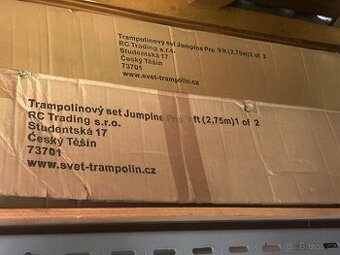 Trampolínový set Jumpine Pro 9ft (2,75m)2 of 2
RC Trading s.r.o.
Studentská 17
Český Těšín
73701
www.svet-trampolin.cz
Trampolínový set Jumpine Pro 9ft (2,75m)1 of 2
RC Trading s.r.o.
Studentská 17
Český Těšín
73701
www.svet-trampolin.cz